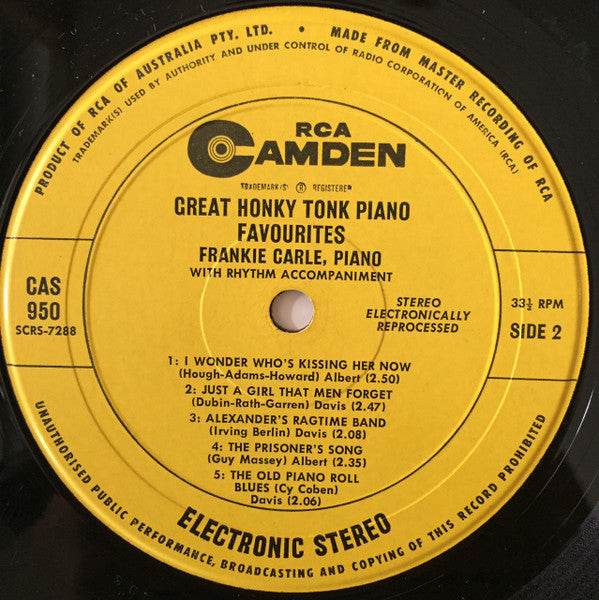 PRODUCT OF RCA OF AUSTRALIA PTY. LTD. • MADE FROM MASTER RECORDING OF RCA
TRADEMARK(S) USED BY AUTHORITY AND UNDER CONTROL OF RADIO CORPORATION OF AMERICA (RCA)
RCA
CAMDEN
TRADEMARK(S) ® REGISTERED
GREAT HONKY TONK PIANO
FAVOURITES
FRANKIE CARLE, PIANO
WITH RHYTHM ACCOMPANIMENT
CAS
950
SCRS-7288
STEREO
ELECTRONICALLY
REPROCESSED
33⅓ RPM
SIDE 2
1: I WONDER WHO'S KISSING HER NOW
(Hough-Adams-Howard) Albert (2.50)
2: JUST A GIRL THAT MEN FORGET
(Dubin-Rath-Garren) Davis (2.47)
3: ALEXANDER'S RAGTIME BAND
(Irving Berlin) Davis (2.08)
4: THE PRISONER'S SONG
(Guy Massey) Albert (2.35)
5: THE OLD PIANO ROLL
BLUES (Cy Coben)
Davis (2.06)
ELECTRONIC STEREO
UNAUTHORISED PUBLIC PERFORMANCE, BROADCASTING AND COPYING OF THIS RECORD PROHIBITED